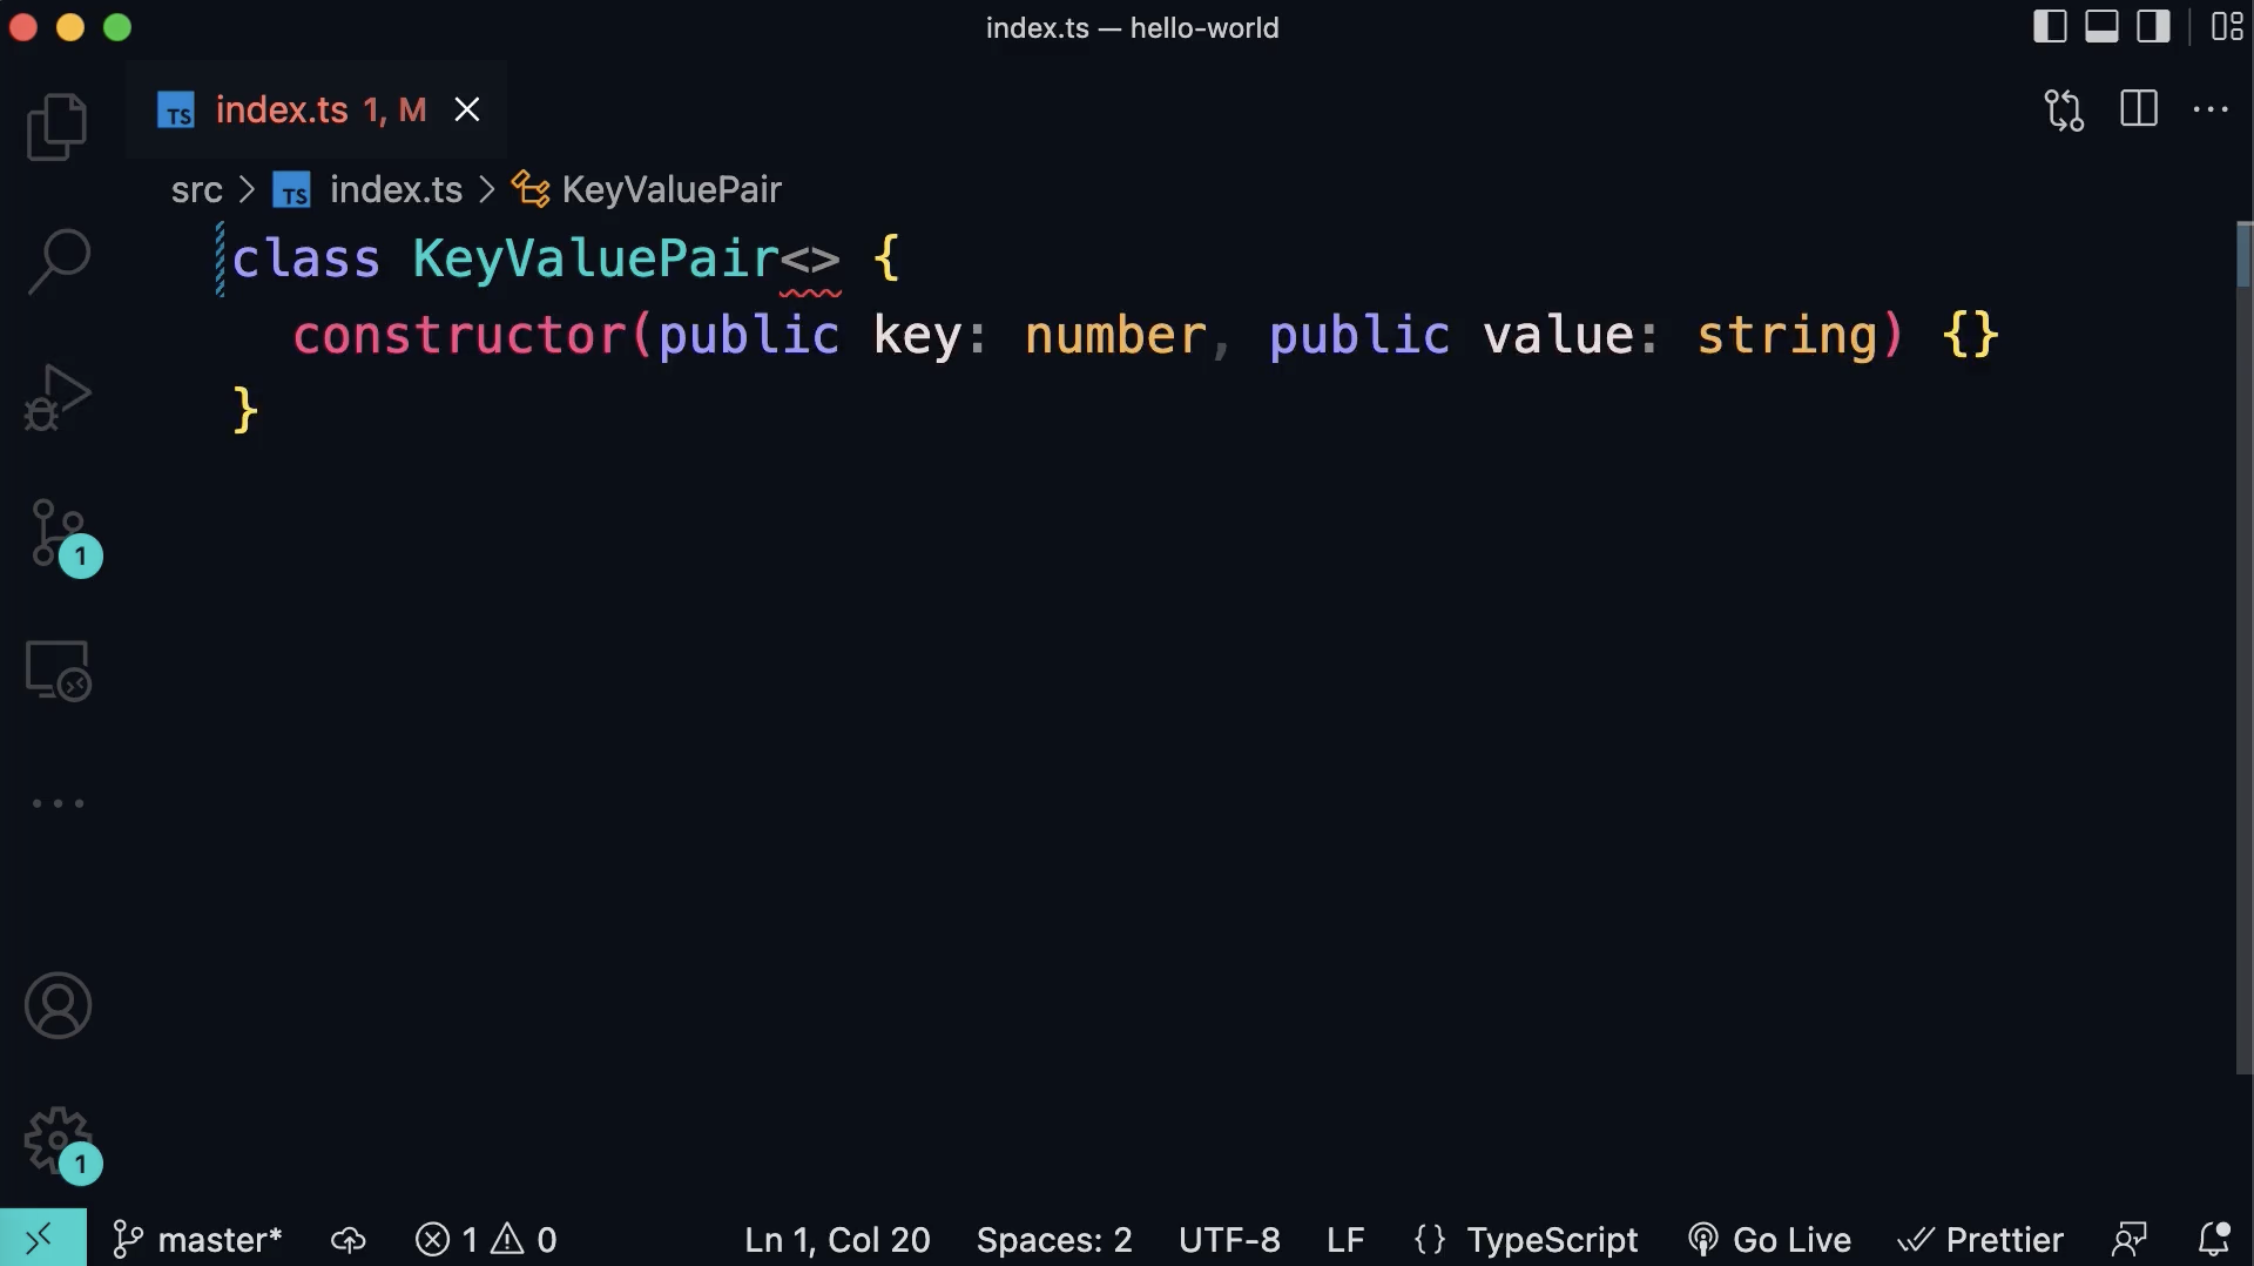 index.ts — hello-world
TS index.ts 1, M
src > TS index.ts > KeyValuePair
class KeyValuePair<> {
constructor(public key: number, public value: string) {}
}
1
1
master* 1 0 Ln 1, Col 20 Spaces: 2 UTF-8 LF {} TypeScript Go Live Prettier